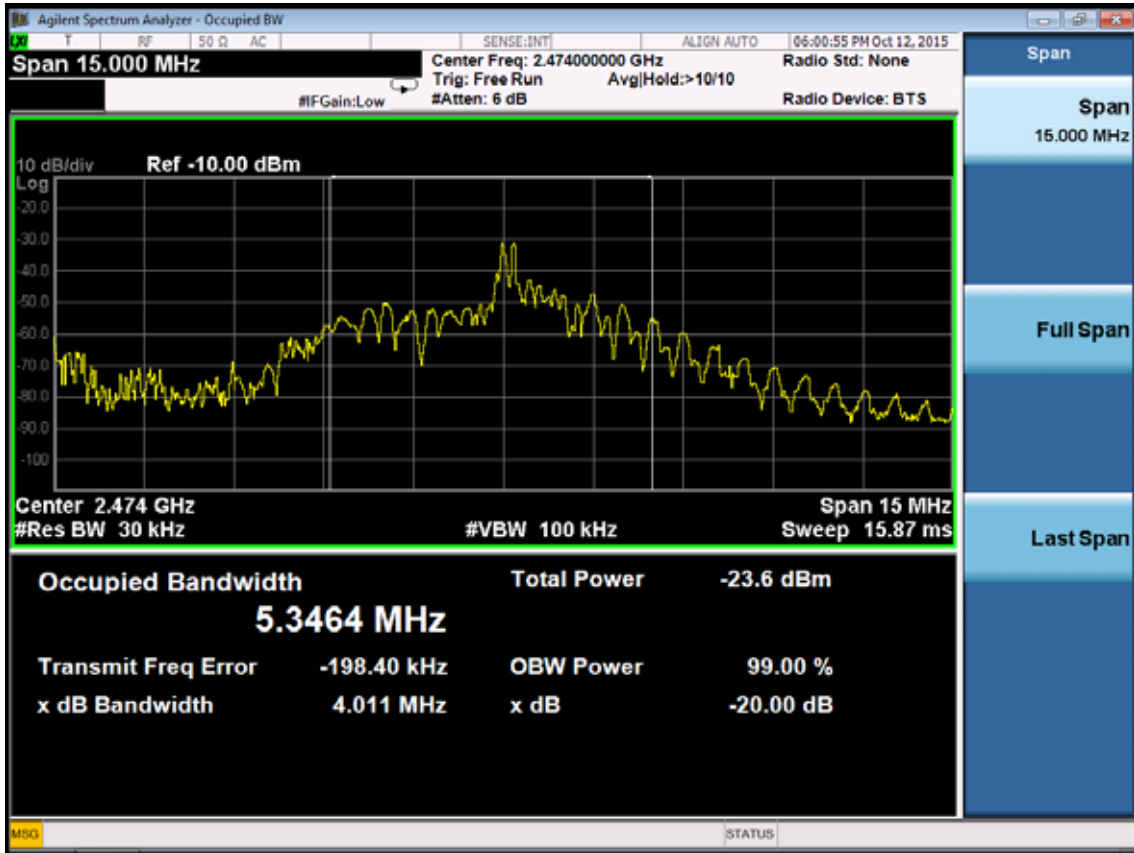 Agilent Spectrum Analyzer - Occupied BW
LXI T RF 50 Ω AC SENSE:INT ALIGN AUTO 06:00:55 PM Oct 12, 2015
Span 15.000 MHz
Center Freq: 2.474000000 GHz
Radio Std: None
Trig: Free Run
Avg|Hold:>10/10
#IFGain:Low
#Atten: 6 dB
Radio Device: BTS
10 dB/div
Ref -10.00 dBm
Log
-20.0
-30.0
-40.0
-50.0
-60.0
-70.0
-80.0
-90.0
-100
Center 2.474 GHz
Span 15 MHz
#Res BW 30 kHz
#VBW 100 kHz
Sweep 15.87 ms
Occupied Bandwidth
5.3464 MHz
Total Power -23.6 dBm
Transmit Freq Error -198.40 kHz
OBW Power 99.00 %
x dB Bandwidth 4.011 MHz
x dB -20.00 dB
MSG
STATUS
Span
Span
15.000 MHz
Full Span
Last Span